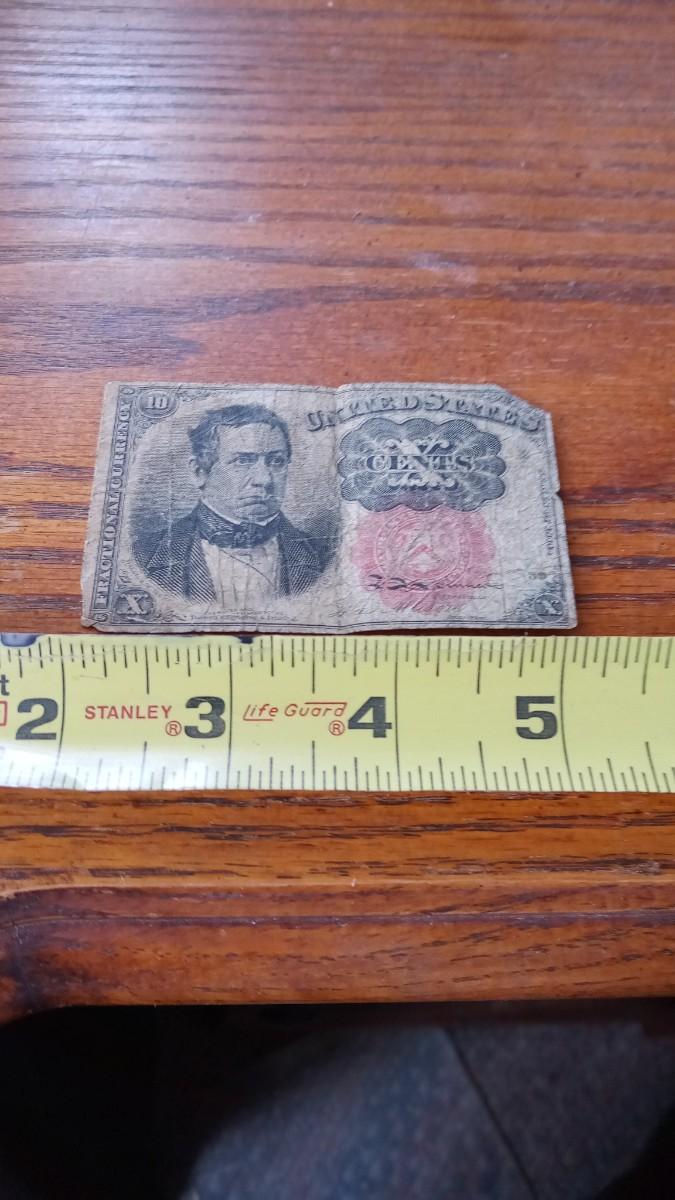 10
UNITED STATES
FRACTIONAL CURRENCY
X
CENTS
X
X
2 STANLEY® 3 Life Guard® 4 5